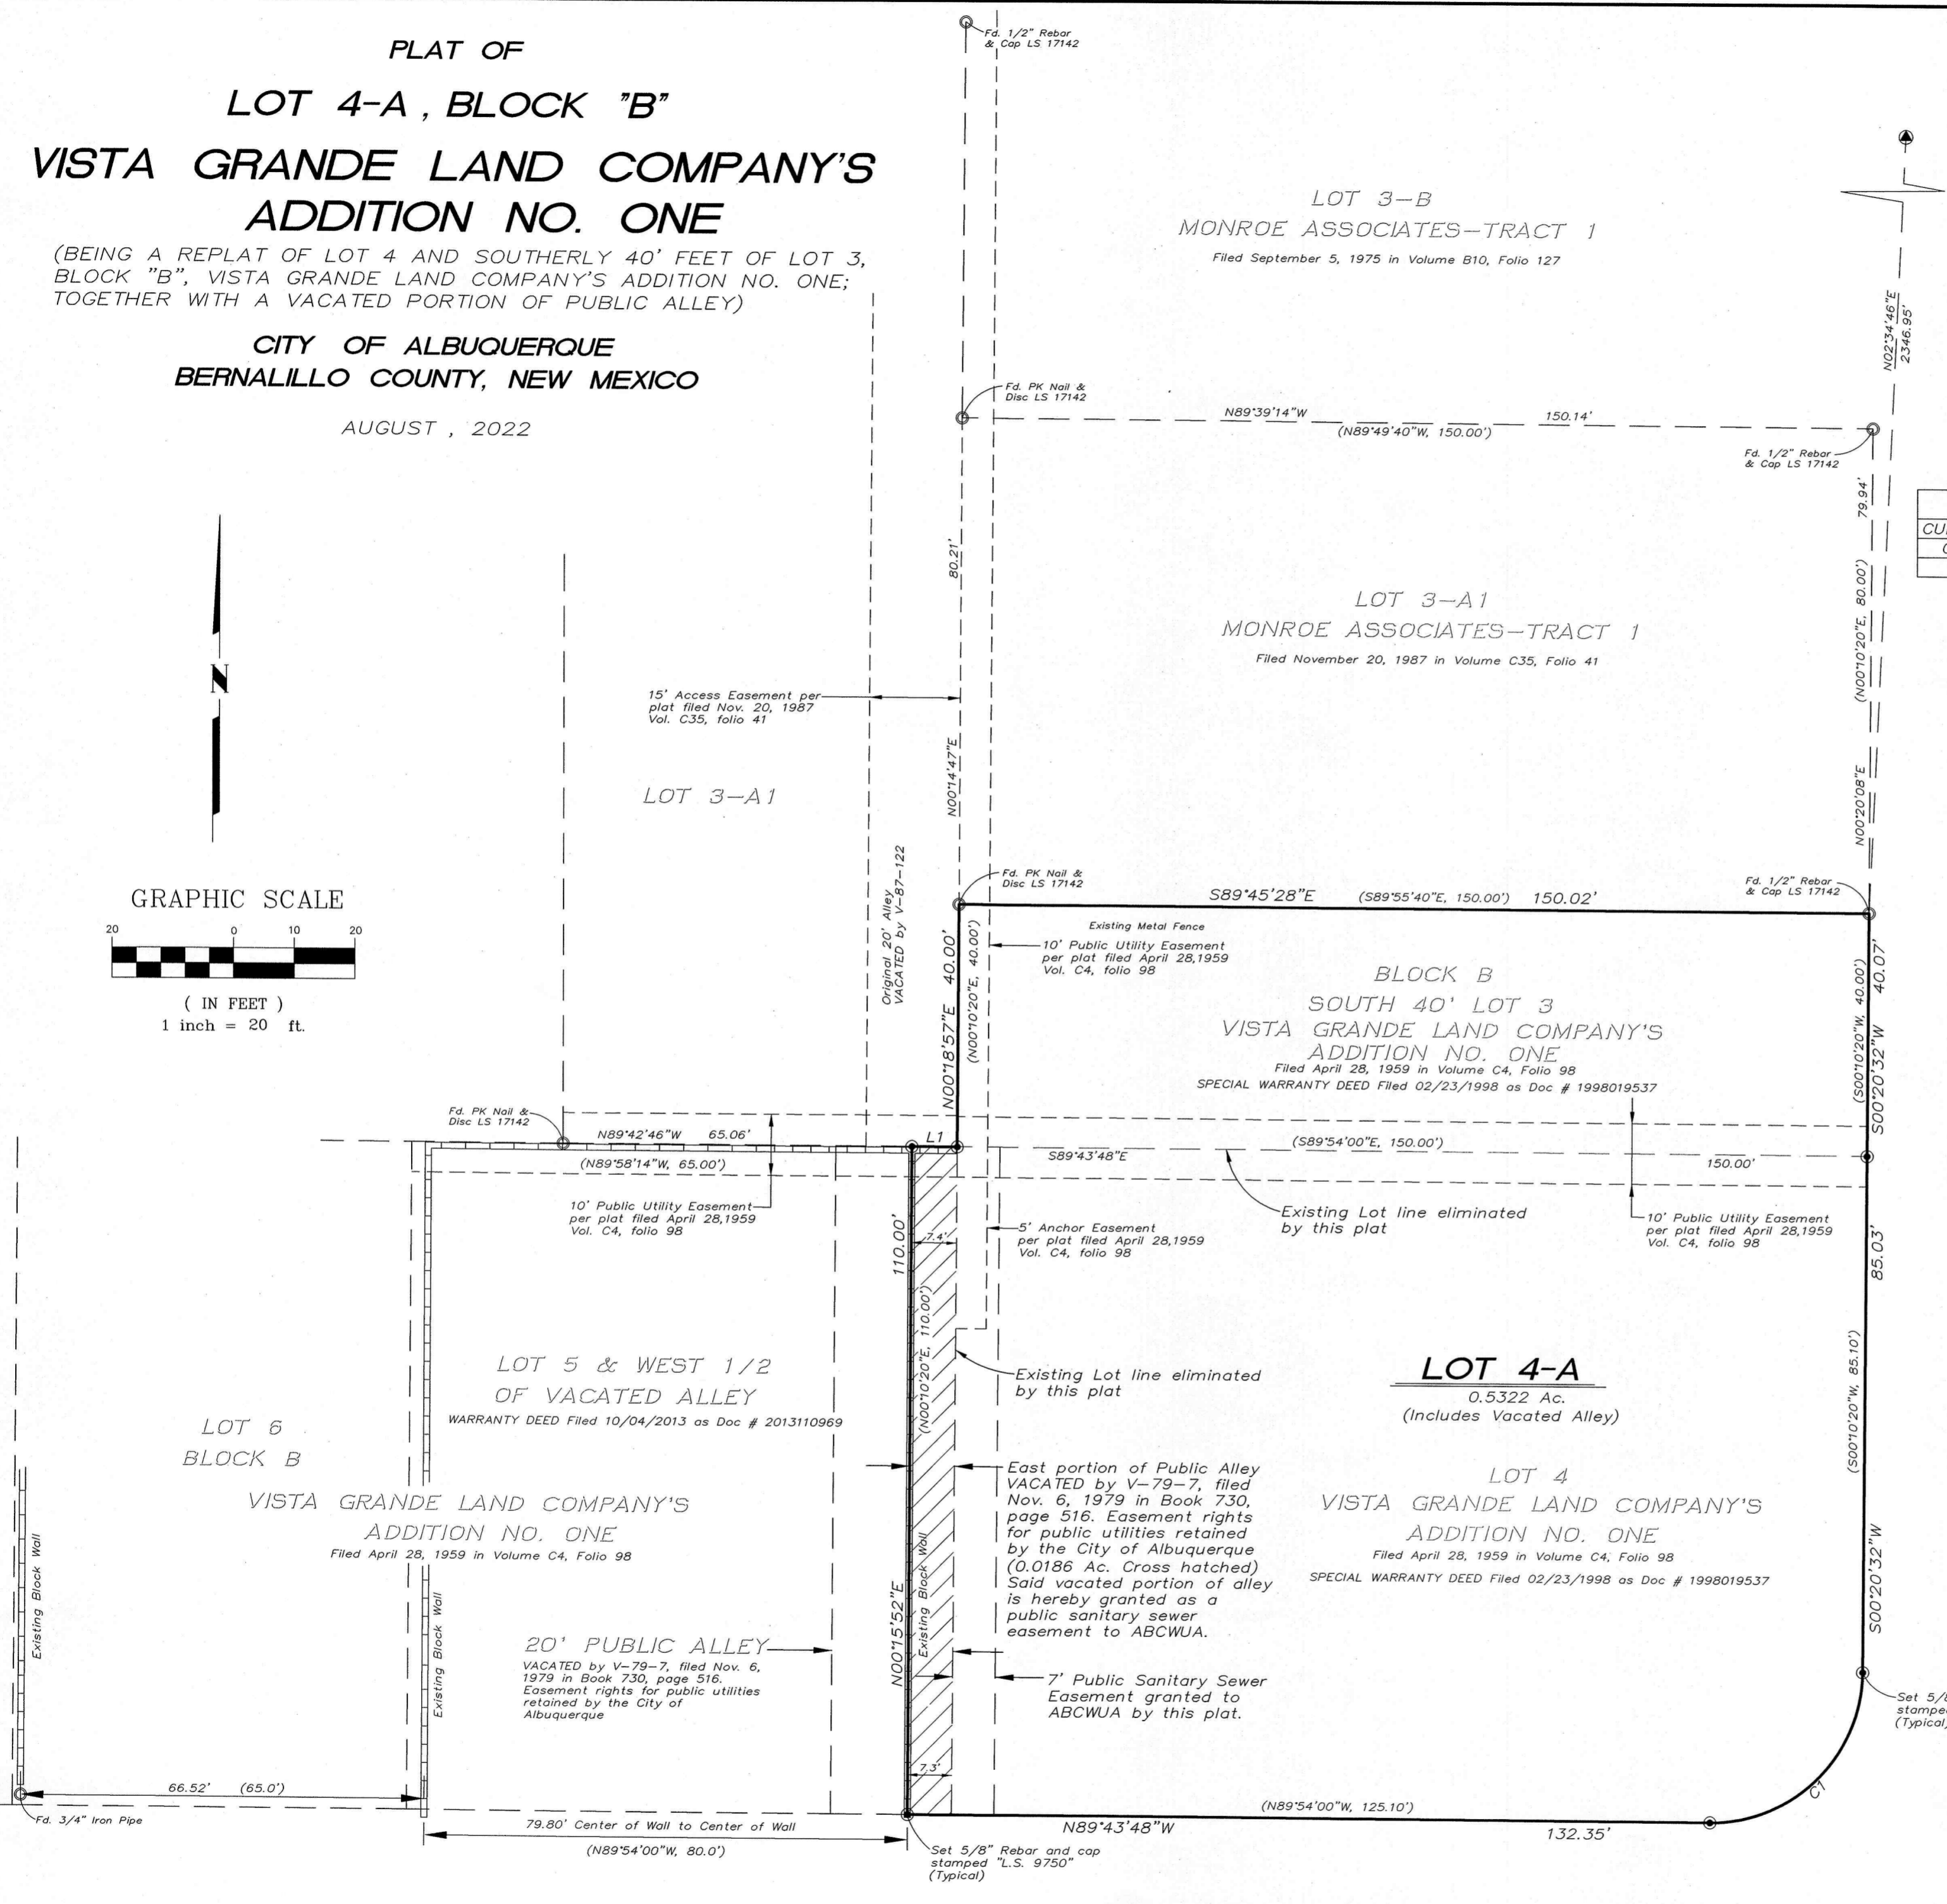 PLAT OF
LOT 4-A , BLOCK "B"
VISTA GRANDE LAND COMPANY'S
ADDITION NO. ONE
(BEING A REPLAT OF LOT 4 AND SOUTHERLY 40' FEET OF LOT 3,
BLOCK "B", VISTA GRANDE LAND COMPANY'S ADDITION NO. ONE;
TOGETHER WITH A VACATED PORTION OF PUBLIC ALLEY)
CITY OF ALBUQUERQUE
BERNALILLO COUNTY, NEW MEXICO
AUGUST , 2022
N
GRAPHIC SCALE
20 0 10 20
( IN FEET )
1 inch = 20 ft.
Fd. 1/2" Rebar
& Cap LS 17142
LOT 3-B
MONROE ASSOCIATES-TRACT 1
Filed September 5, 1975 in Volume B10, Folio 127
N02°34'46"E
2346.95'
Fd. PK Nail &
Disc LS 17142
N89°39'14"W 150.14'
(N89°49'40"W, 150.00')
Fd. 1/2" Rebar
& Cap LS 17142
79.94'
(N00°10'20"E, 80.00')
N00°20'08"E
80.21'
N00°14'47"E
LOT 3-A1
MONROE ASSOCIATES-TRACT 1
Filed November 20, 1987 in Volume C35, Folio 41
15' Access Easement per
plat filed Nov. 20, 1987
Vol. C35, folio 41
LOT 3-A1
Original 20' Alley
VACATED by V-87-122
Fd. PK Nail &
Disc LS 17142
S89°45'28"E (S89°55'40"E, 150.00') 150.02'
Fd. 1/2" Rebar
& Cap LS 17142
Existing Metal Fence
10' Public Utility Easement
per plat filed April 28,1959
Vol. C4, folio 98
N00°18'57"E 40.00'
(N00°10'20"E, 40.00')
BLOCK B
SOUTH 40' LOT 3
VISTA GRANDE LAND COMPANY'S
ADDITION NO. ONE
Filed April 28, 1959 in Volume C4, Folio 98
SPECIAL WARRANTY DEED Filed 02/23/1998 as Doc # 1998019537
(S00°10'20"W, 40.00')
S00°20'32"W 40.07'
Fd. PK Nail &
Disc LS 17142
N89°42'46"W 65.06'
(N89°58'14"W, 65.00')
L1
S89°43'48"E
(S89°54'00"E, 150.00')
150.00'
10' Public Utility Easement
per plat filed April 28,1959
Vol. C4, folio 98
5' Anchor Easement
per plat filed April 28,1959
Vol. C4, folio 98
Existing Lot line eliminated
by this plat
10' Public Utility Easement
per plat filed April 28,1959
Vol. C4, folio 98
7.4'
110.00'
(N00°10'20"E, 110.00')
N00°15'52"E
Existing Block Wall
85.03'
(S00°10'20"W, 85.10')
S00°20'32"W
LOT 5 & WEST 1/2
OF VACATED ALLEY
WARRANTY DEED Filed 10/04/2013 as Doc # 2013110969
Existing Lot line eliminated
by this plat
LOT 4-A
0.5322 Ac.
(Includes Vacated Alley)
LOT 6
BLOCK B
VISTA GRANDE LAND COMPANY'S
ADDITION NO. ONE
Filed April 28, 1959 in Volume C4, Folio 98
East portion of Public Alley
VACATED by V-79-7, filed
Nov. 6, 1979 in Book 730,
page 516. Easement rights
for public utilities retained
by the City of Albuquerque
(0.0186 Ac. Cross hatched)
Said vacated portion of alley
is hereby granted as a
public sanitary sewer
easement to ABCWUA.
LOT 4
VISTA GRANDE LAND COMPANY'S
ADDITION NO. ONE
Filed April 28, 1959 in Volume C4, Folio 98
SPECIAL WARRANTY DEED Filed 02/23/1998 as Doc # 1998019537
Existing Block Wall
Existing Block Wall
20' PUBLIC ALLEY
VACATED by V-79-7, filed Nov. 6,
1979 in Book 730, page 516.
Easement rights for public utilities
retained by the City of
Albuquerque
7' Public Sanitary Sewer
Easement granted to
ABCWUA by this plat.
Set 5/8
stamped
(Typical)
7.3'
C1
66.52' (65.0')
Fd. 3/4" Iron Pipe
79.80' Center of Wall to Center of Wall
(N89°54'00"W, 80.0')
(N89°54'00"W, 125.10')
N89°43'48"W 132.35'
Set 5/8" Rebar and cap
stamped "L.S. 9750"
(Typical)